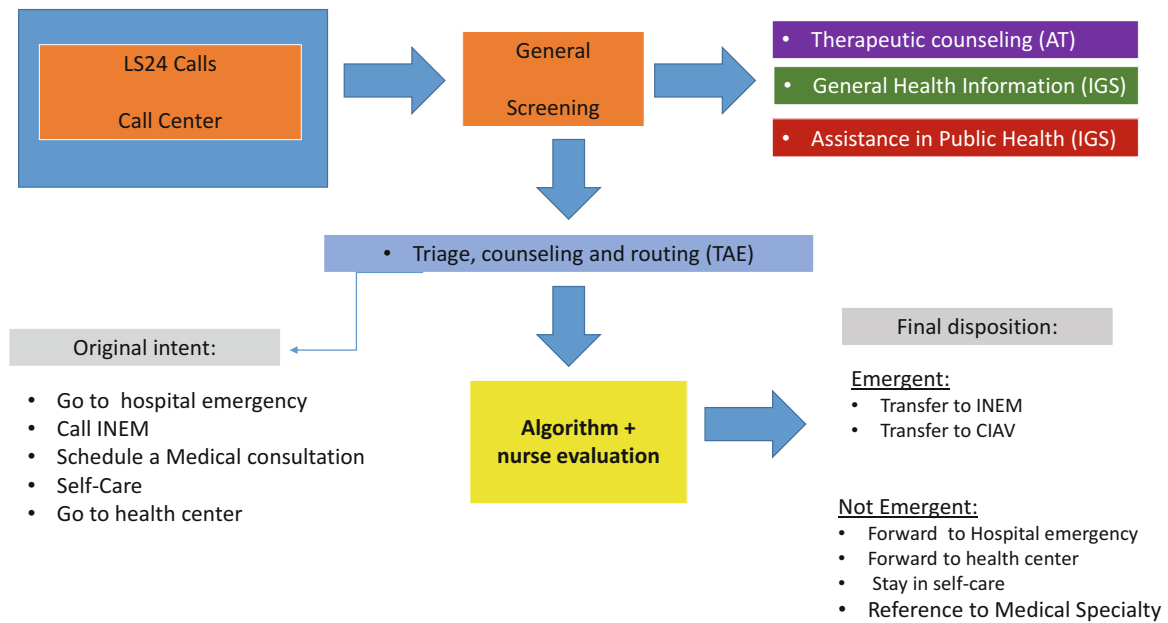 LS24 Calls
Call Center
General
Screening
• Therapeutic counseling (AT)
• General Health Information (IGS)
• Assistance in Public Health (IGS)
• Triage, counseling and routing (TAE)
Original intent:
• Go to hospital emergency
• Call INEM
• Schedule a Medical consultation
• Self-Care
• Go to health center
Algorithm +
nurse evaluation
Final disposition:
Emergent:
• Transfer to INEM
• Transfer to CIAV
Not Emergent:
• Forward to Hospital emergency
• Forward to health center
• Stay in self-care
• Reference to Medical Specialty